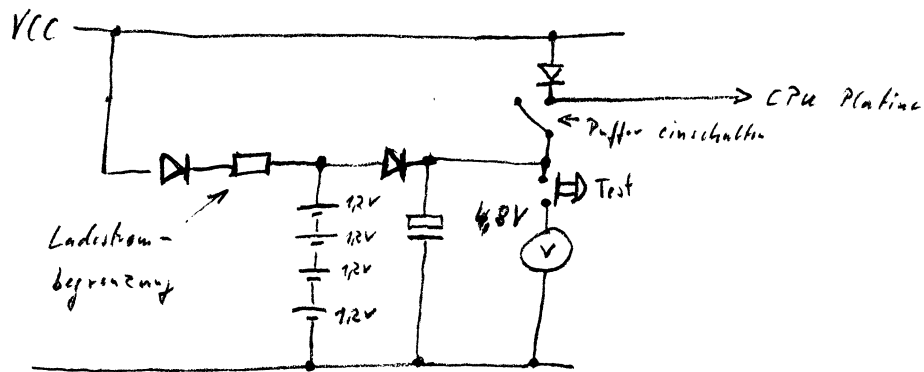 VCC
CPU Platine
Puffer einschalten
Test
1,2V
4,8V
1,2V
V
Ladestrom-
1,2V
begrenzung
1,2V